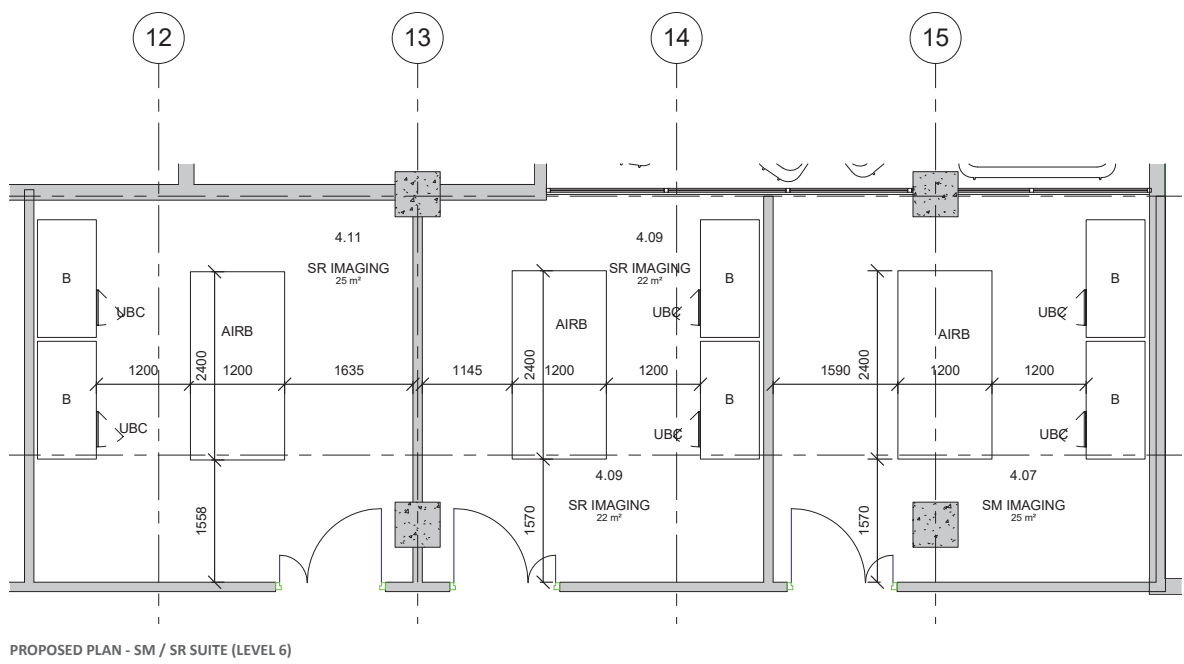 12 13 14 15
4.11
SR IMAGING
25 m²
4.09
SR IMAGING
22 m²
B
B
B
UBC
AIRB
AIRB
UBC
AIRB
UBC
1200
2400
1200
1635
1145
2400
1200
1200
1590
2400
1200
1200
B
B
B
UBC
UBC
UBC
4.09
SR IMAGING
22 m²
4.07
SM IMAGING
25 m²
1558
1570
1570
PROPOSED PLAN - SM / SR SUITE (LEVEL 6)